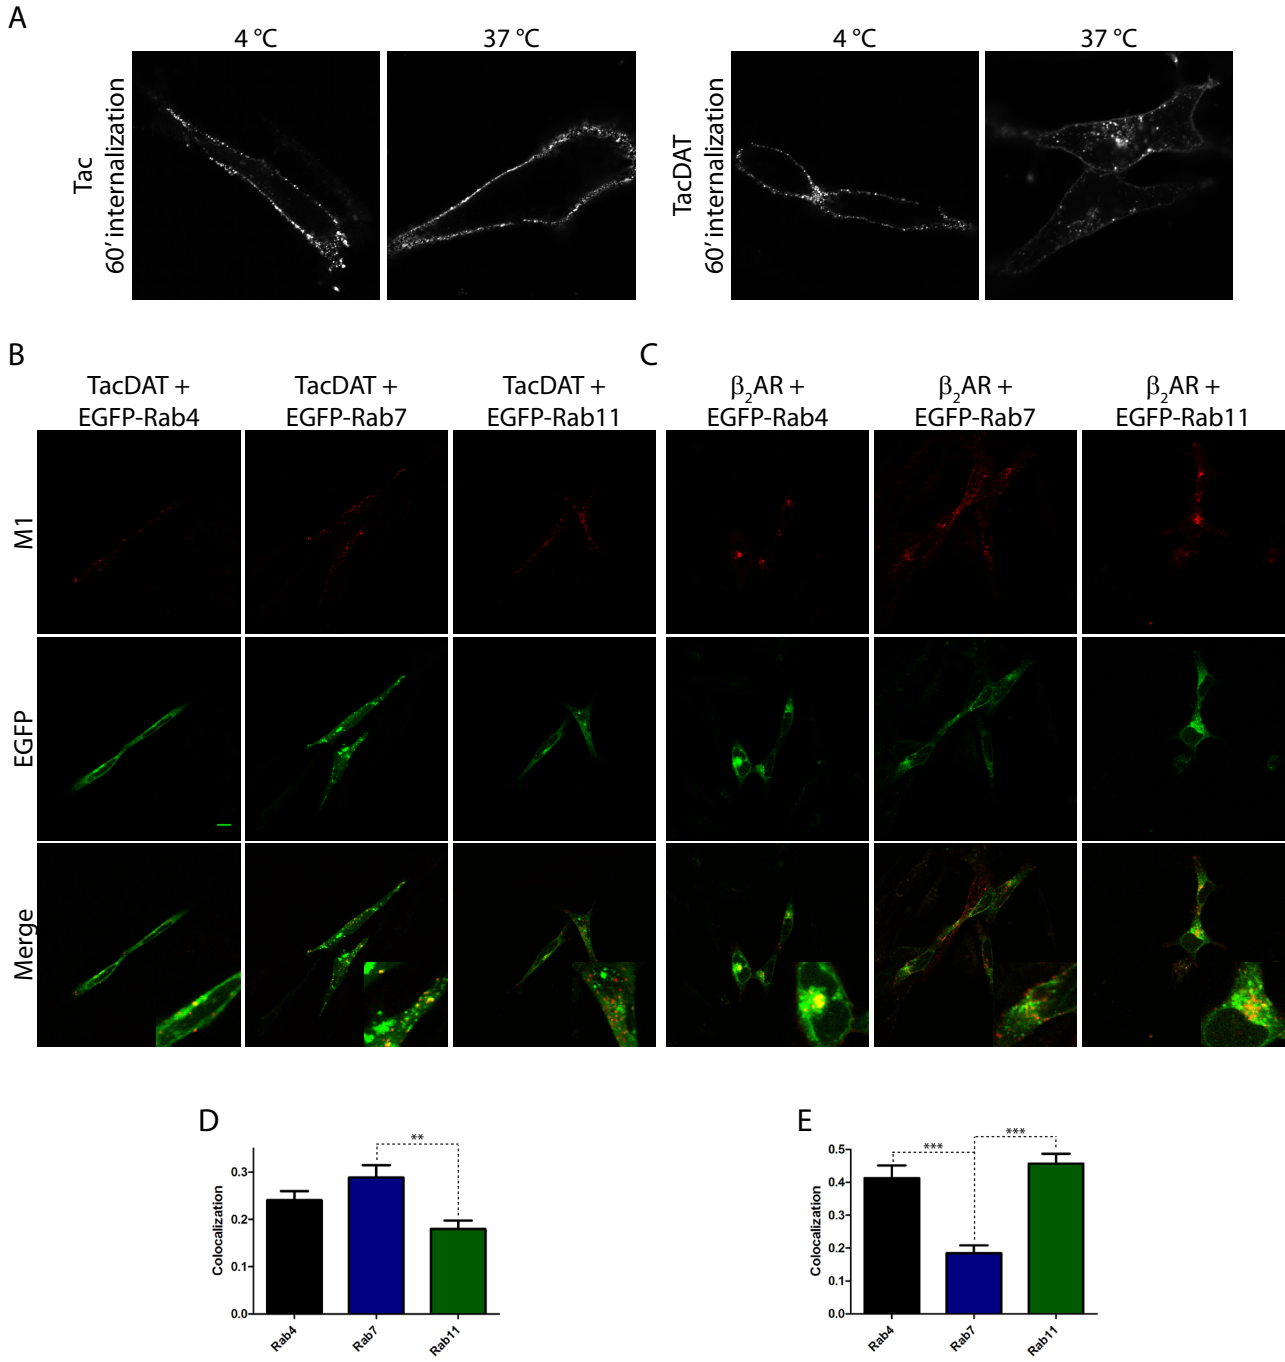 A
4 °C
37 °C
4 °C
37 °C
Tac
60′ internalization
TacDAT
60′ internalization
B
C
TacDAT +
EGFP-Rab4
TacDAT +
EGFP-Rab7
TacDAT +
EGFP-Rab11
β₂AR +
EGFP-Rab4
β₂AR +
EGFP-Rab7
β₂AR +
EGFP-Rab11
M1
EGFP
Merge
D
**
0.3
0.2
0.1
0.0
Colocalization
Rab4
Rab7
Rab11
E
***
***
0.5
0.4
0.3
0.2
0.1
0.0
Colocalization
Rab4
Rab7
Rab11